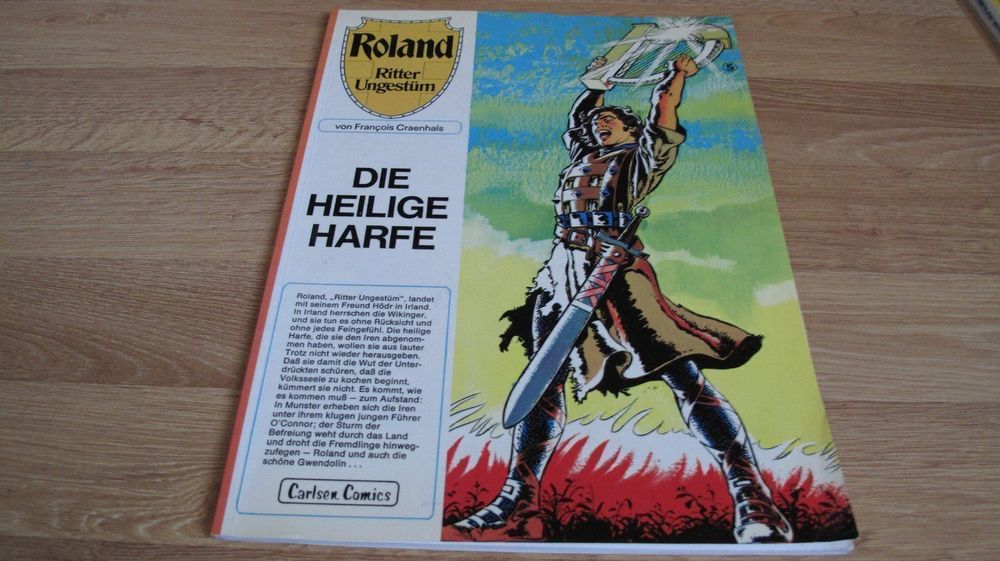 Roland
Ritter
Ungestüm
von François Craenhals
DIE
HEILIGE
HARFE
Roland, „Ritter Ungestüm“, landet
mit seinem Freund Hödr in Irland.
In Irland herrschen die Wikinger,
und sie tun es ohne Rücksicht und
ohne jedes Feingefühl. Die heilige
Harfe, die sie den Iren abgenom-
men haben, wollen sie aus lauter
Trotz nicht wieder herausgeben.
Daß sie damit die Wut der Unter-
drückten schüren, daß die
Volksseele zu kochen beginnt,
kümmert sie nicht. Es kommt, wie
es kommen muß – zum Aufstand:
In Munster erheben sich die Iren
unter ihrem klugen jungen Führer
O'Connor; der Sturm der
Befreiung weht durch das Land
und droht die Fremdlinge hinweg-
zufegen – Roland und auch die
schöne Gwendolin . . .
Carlsen Comics
5